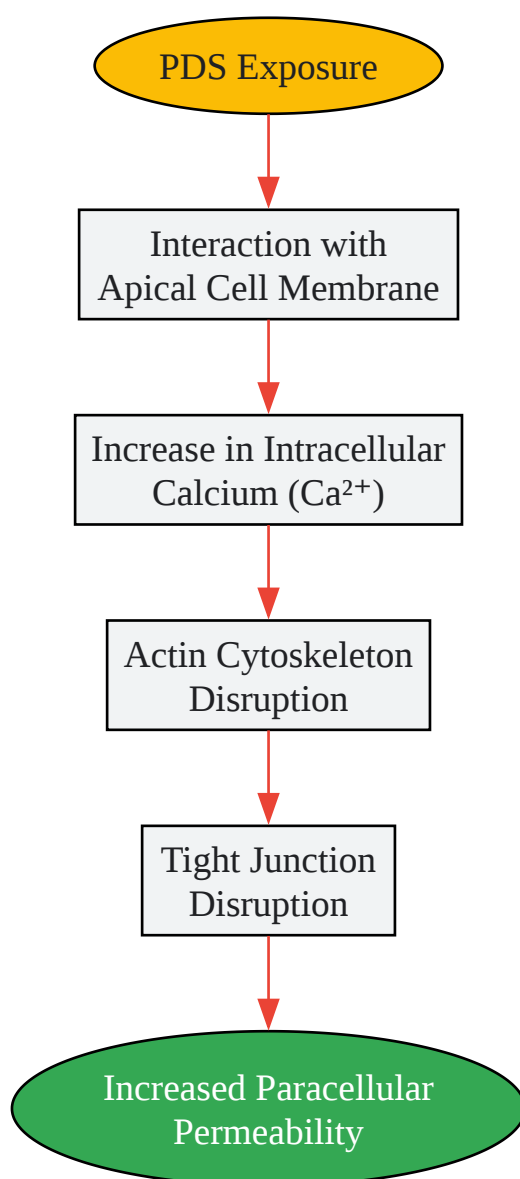 PDS Exposure
Interaction with
Apical Cell Membrane
Increase in Intracellular
Calcium (Ca²⁺)
Actin Cytoskeleton
Disruption
Tight Junction
Disruption
Increased Paracellular
Permeability